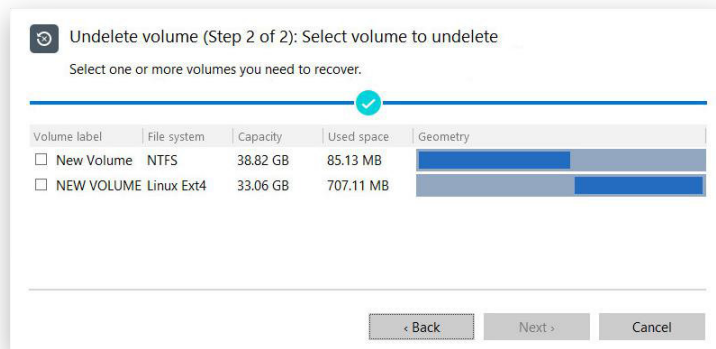 Undelete volume (Step 2 of 2): Select volume to undelete
Select one or more volumes you need to recover.
Volume label File system Capacity Used space Geometry
New Volume NTFS 38.82 GB 85.13 MB
NEW VOLUME Linux Ext4 33.06 GB 707.11 MB
‹ Back Next › Cancel